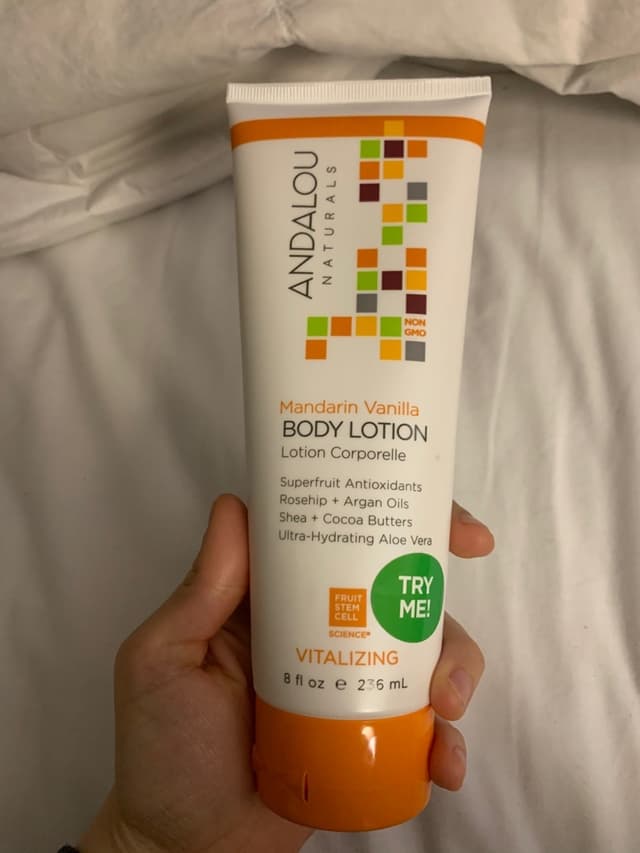 ANDALOU
NATURALS
NON
GMO
Mandarin Vanilla
BODY LOTION
Lotion Corporelle
Superfruit Antioxidants
Rosehip + Argan Oils
Shea + Cocoa Butters
Ultra-Hydrating Aloe Vera
TRY
ME!
FRUIT
STEM
CELL
SCIENCE®
VITALIZING
8 fl oz e 236 mL